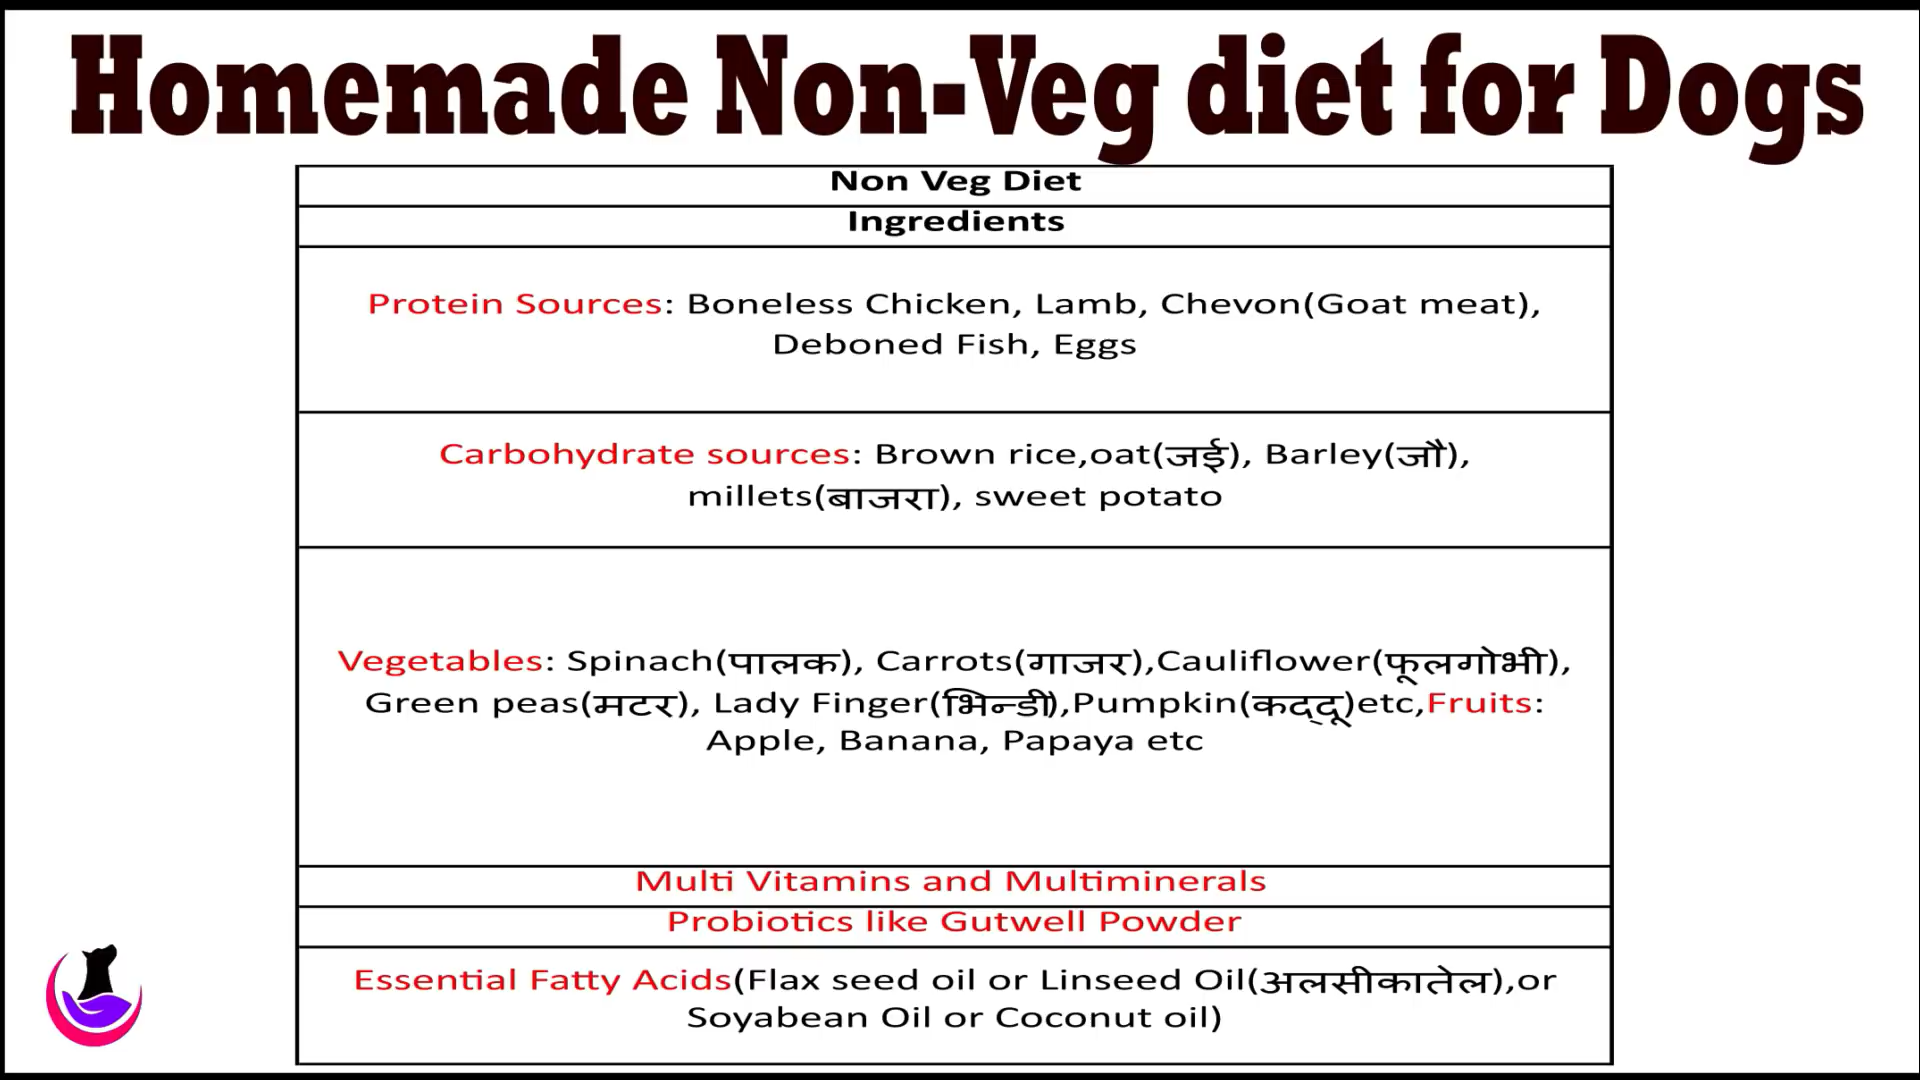 Homemade Non-Veg diet for Dogs
Non Veg Diet
Ingredients
Protein Sources: Boneless Chicken, Lamb, Chevon(Goat meat),
Deboned Fish, Eggs
Carbohydrate sources: Brown rice,oat(जई), Barley(जौ),
millets(बाजरा), sweet potato
Vegetables: Spinach(पालक), Carrots(गाजर),Cauliflower(फूलगोभी),
Green peas(मटर), Lady Finger(भिन्डी),Pumpkin(कद्दू)etc,Fruits:
Apple, Banana, Papaya etc
Multi Vitamins and Multiminerals
Probiotics like Gutwell Powder
Essential Fatty Acids(Flax seed oil or Linseed Oil(अलसीकातेल),or
Soyabean Oil or Coconut oil)